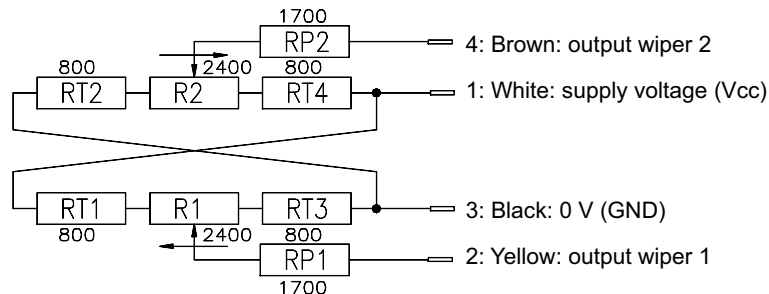 1700
RP2
4: Brown: output wiper 2
800
2400
800
RT2
R2
RT4
1: White: supply voltage (Vcc)
RT1
R1
RT3
3: Black: 0 V (GND)
800
2400
800
RP1
2: Yellow: output wiper 1
1700